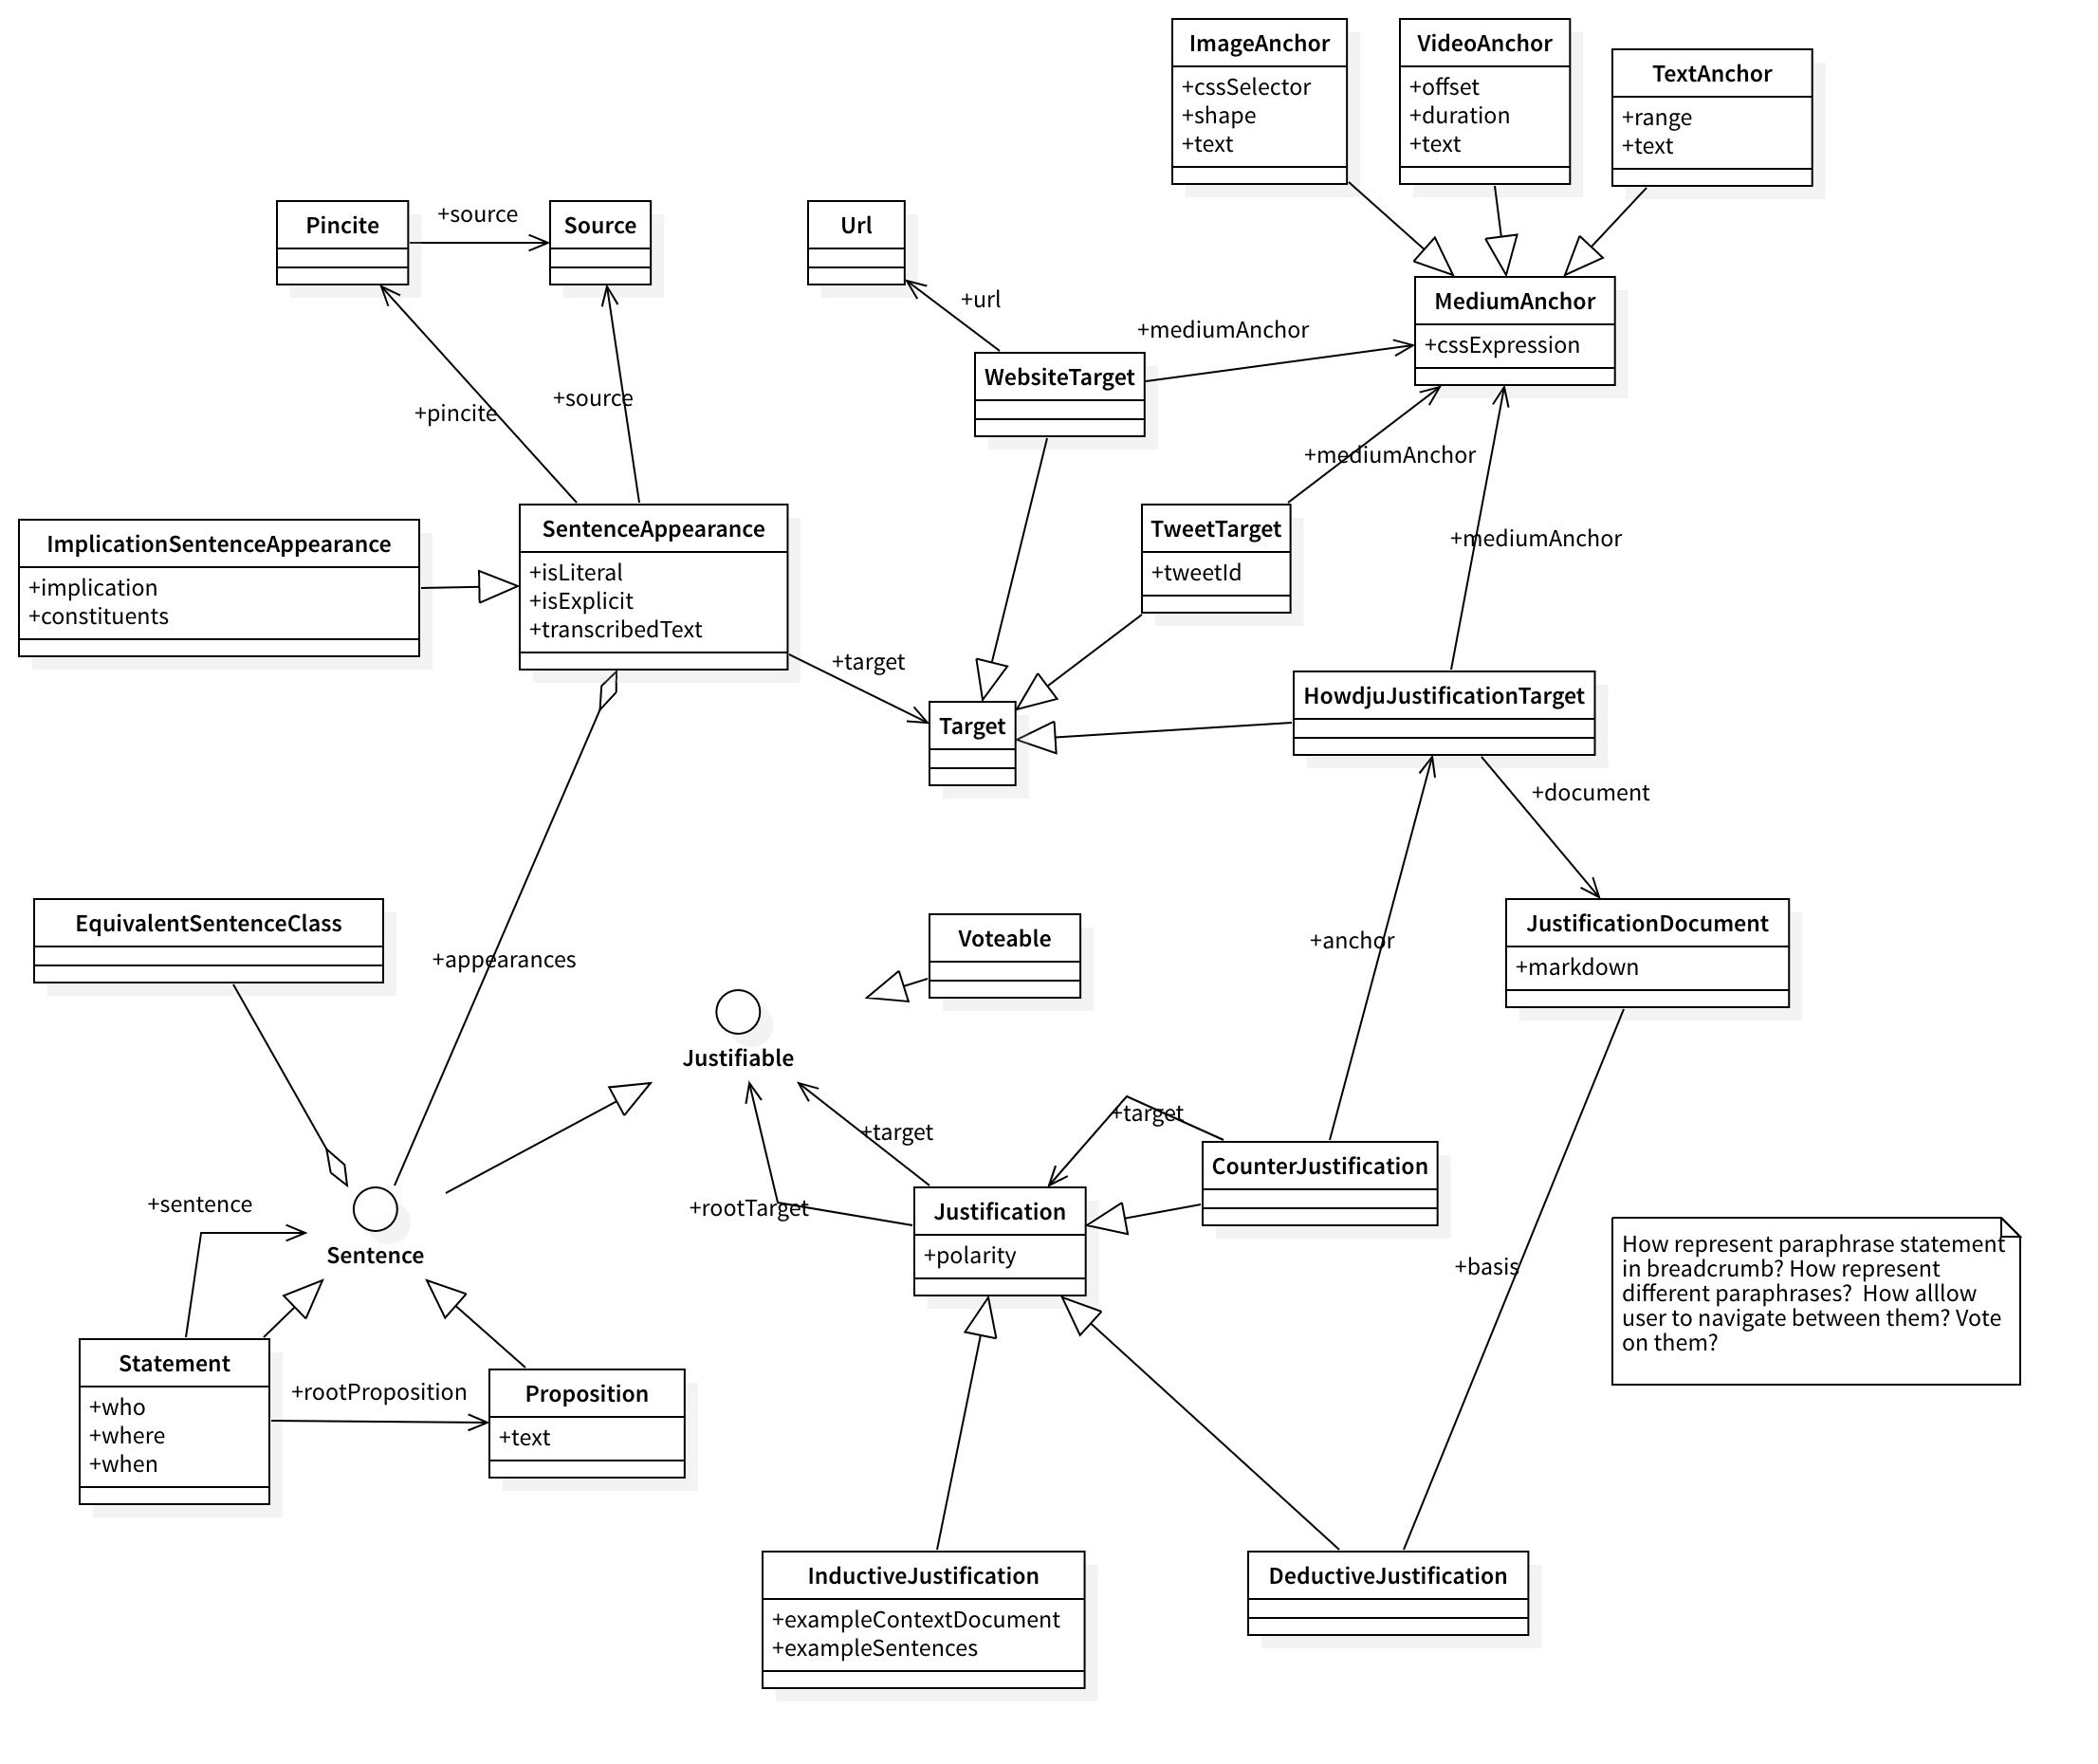 ImageAnchor
+cssSelector
+shape
+text
VideoAnchor
+offset
+duration
+text
TextAnchor
+range
+text
Pincite
+source
Source
Url
+url
MediumAnchor
+cssExpression
+mediumAnchor
WebsiteTarget
+pincite
+source
+mediumAnchor
ImplicationSentenceAppearance
+implication
+constituents
SentenceAppearance
+isLiteral
+isExplicit
+transcribedText
TweetTarget
+tweetId
+mediumAnchor
+target
Target
HowdjuJustificationTarget
+document
EquivalentSentenceClass
+appearances
Voteable
+anchor
JustificationDocument
+markdown
Justifiable
+target
+target
CounterJustification
+sentence
Sentence
+rootTarget
Justification
+polarity
+basis
How represent paraphrase statement
in breadcrumb? How represent
different paraphrases?  How alllow
user to navigate between them? Vote
on them?
Statement
+who
+where
+when
+rootProposition
Proposition
+text
InductiveJustification
+exampleContextDocument
+exampleSentences
DeductiveJustification